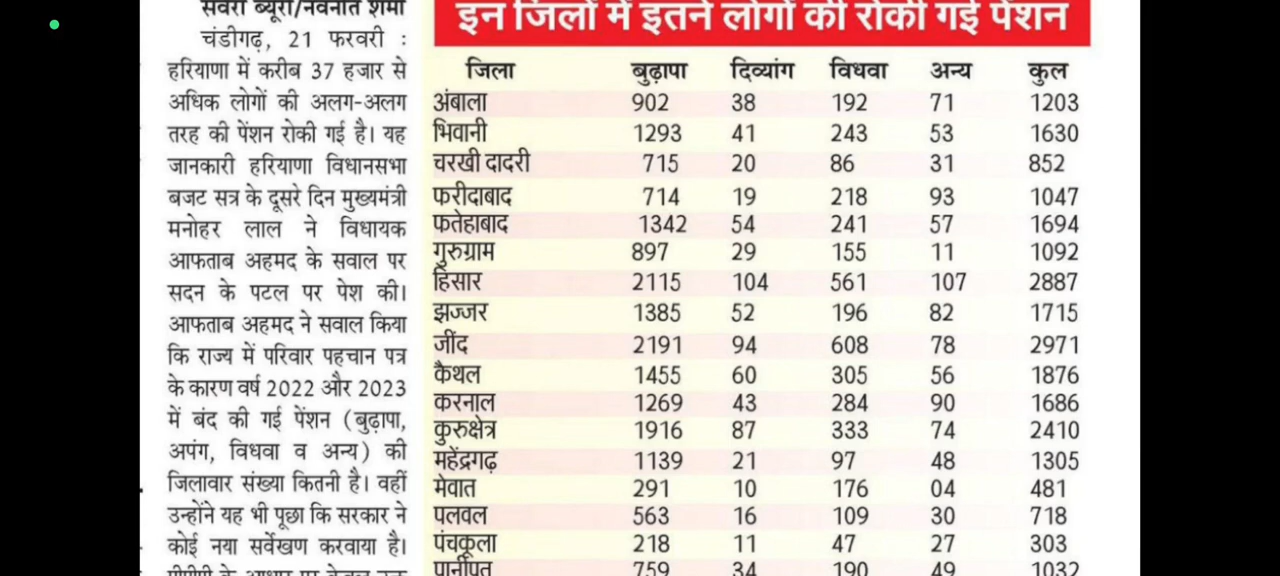 सवेरा ब्यूरो/नवनीत शर्मा
चंडीगढ़, 21 फरवरी :
हरियाणा में करीब 37 हजार से
अधिक लोगों की अलग-अलग
तरह की पेंशन रोकी गई है। यह
जानकारी हरियाणा विधानसभा
बजट सत्र के दूसरे दिन मुख्यमंत्री
मनोहर लाल ने विधायक
आफताब अहमद के सवाल पर
सदन के पटल पर पेश की।
आफताब अहमद ने सवाल किया
कि राज्य में परिवार पहचान पत्र
के कारण वर्ष 2022 और 2023
में बंद की गई पेंशन (बुढ़ापा,
अपंग, विधवा व अन्य) की
जिलावार संख्या कितनी है। वहीं
उन्होंने यह भी पूछा कि सरकार ने
कोई नया सर्वेक्षण करवाया है।
इन जिलों में इतने लोगों की रोकी गई पेंशन
जिला बुढ़ापा दिव्यांग विधवा अन्य कुल
अंबाला 902 38 192 71 1203
भिवानी 1293 41 243 53 1630
चरखी दादरी 715 20 86 31 852
फरीदाबाद 714 19 218 93 1047
फतेहाबाद 1342 54 241 57 1694
गुरुग्राम 897 29 155 11 1092
हिसार 2115 104 561 107 2887
झज्जर 1385 52 196 82 1715
जींद 2191 94 608 78 2971
कैथल 1455 60 305 56 1876
करनाल 1269 43 284 90 1686
कुरुक्षेत्र 1916 87 333 74 2410
महेंद्रगढ़ 1139 21 97 48 1305
मेवात 291 10 176 04 481
पलवल 563 16 109 30 718
पंचकूला 218 11 47 27 303
पानीपत 759 34 190 49 1032